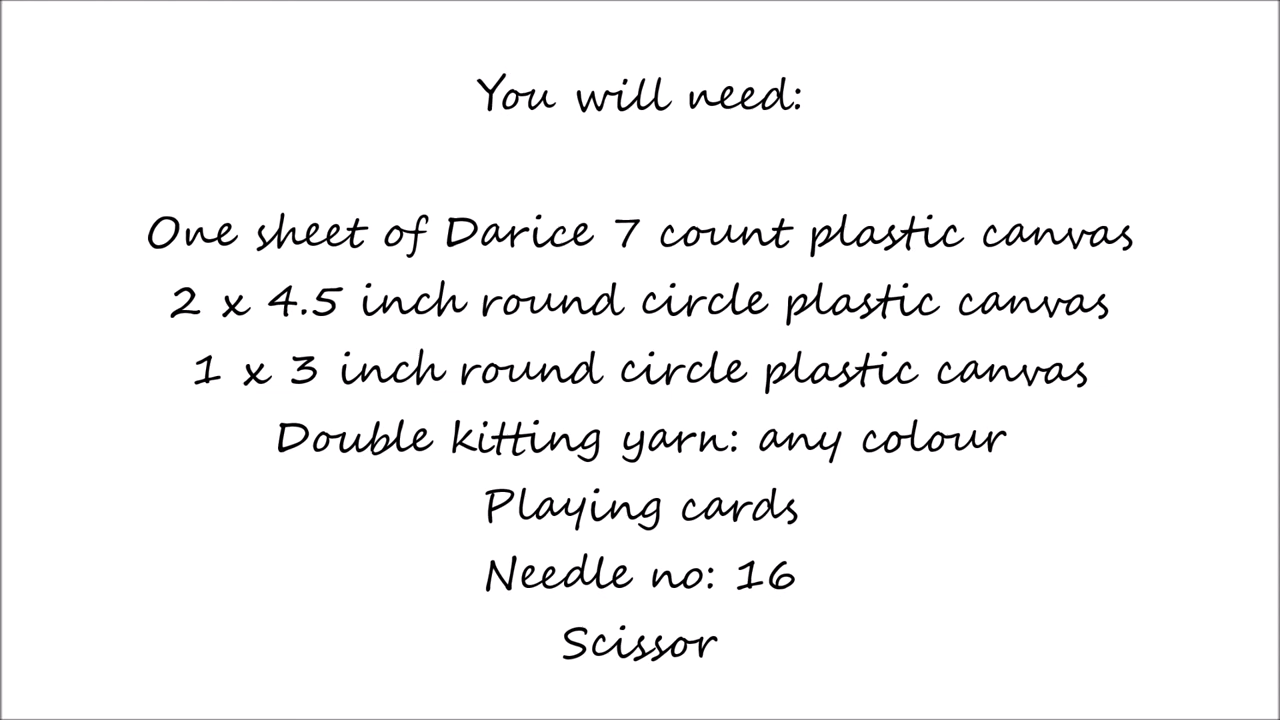 You will need:
One sheet of Darice 7 count plastic canvas
2 x 4.5 inch round circle plastic canvas
1 x 3 inch round circle plastic canvas
Double kitting yarn: any colour
Playing cards
Needle no: 16
Scissor